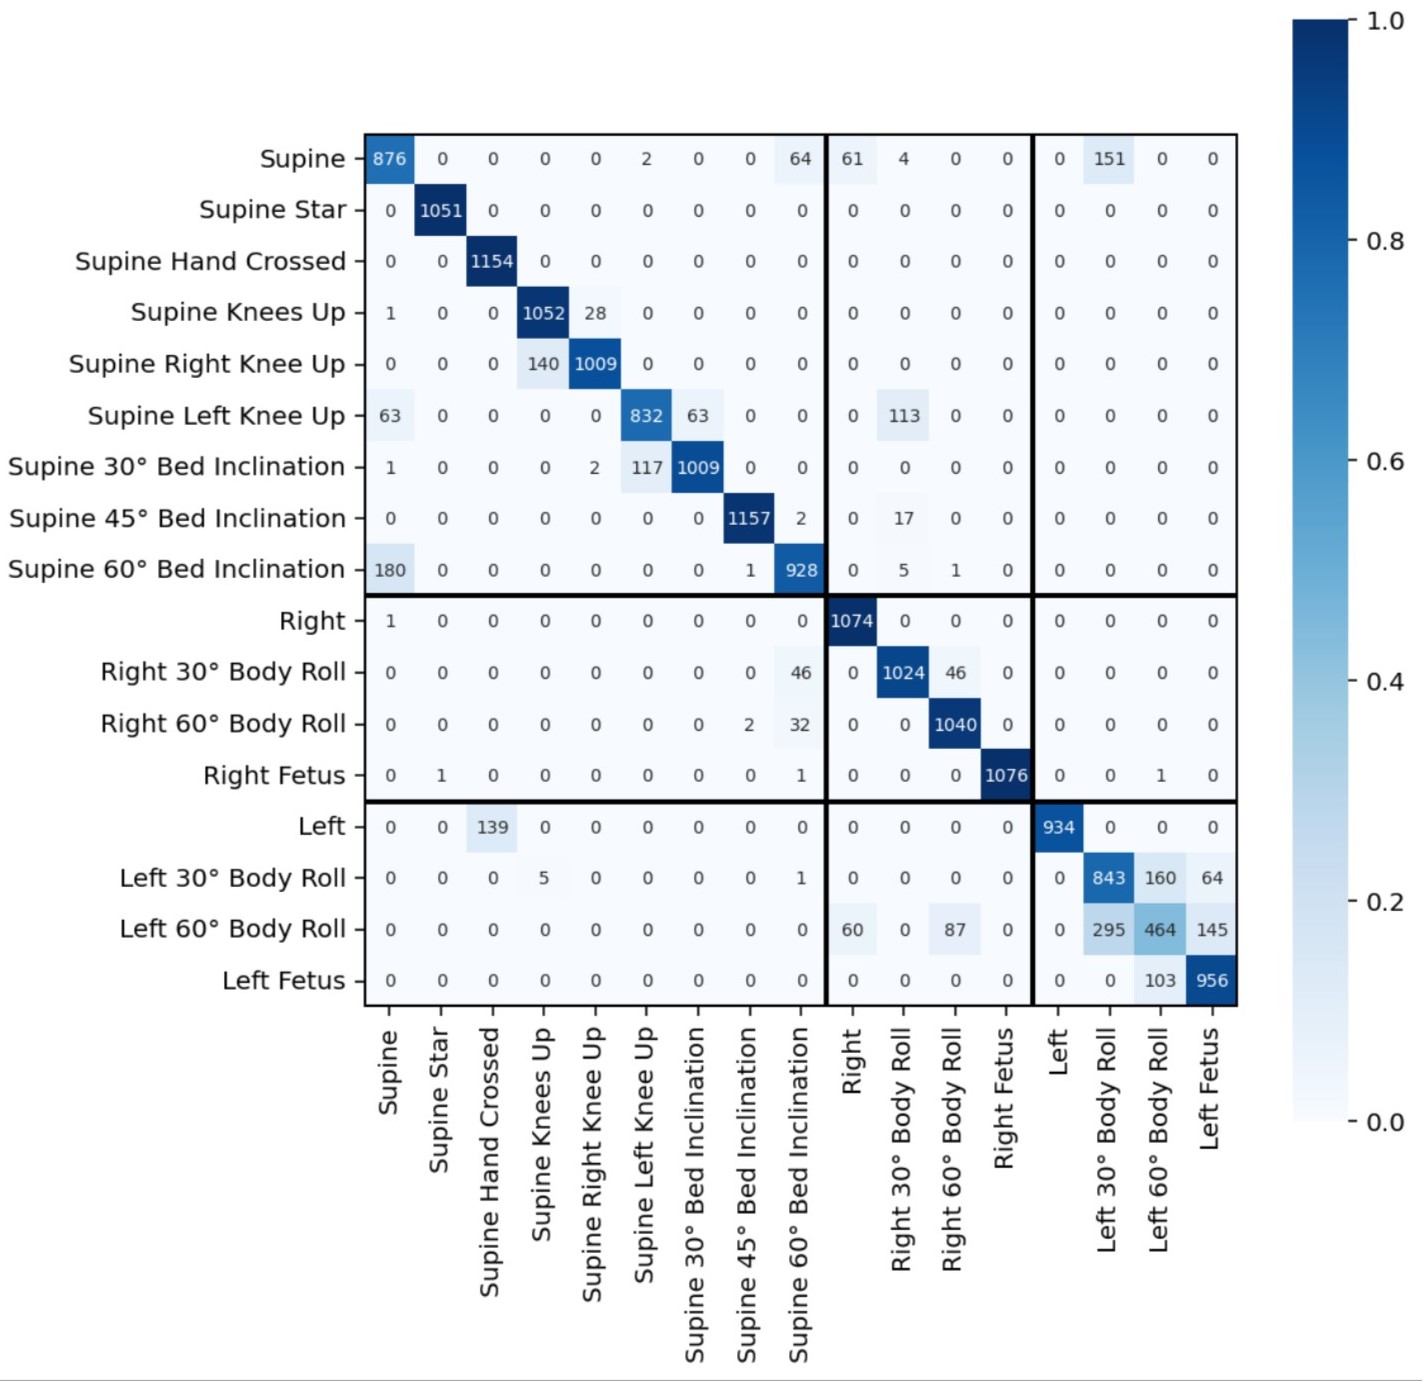 1.0
0.8
0.6
0.4
0.2
0.0
Supine 876 0 0 0 0 2 0 0 64 61 4 0 0 0 151 0 0
Supine Star 0 1051 0 0 0 0 0 0 0 0 0 0 0 0 0 0 0
Supine Hand Crossed 0 0 1154 0 0 0 0 0 0 0 0 0 0 0 0 0 0
Supine Knees Up 1 0 0 1052 28 0 0 0 0 0 0 0 0 0 0 0 0
Supine Right Knee Up 0 0 0 140 1009 0 0 0 0 0 0 0 0 0 0 0 0
Supine Left Knee Up 63 0 0 0 0 832 63 0 0 0 113 0 0 0 0 0 0
Supine 30° Bed Inclination 1 0 0 0 2 117 1009 0 0 0 0 0 0 0 0 0 0
Supine 45° Bed Inclination 0 0 0 0 0 0 0 1157 2 0 17 0 0 0 0 0 0
Supine 60° Bed Inclination 180 0 0 0 0 0 0 1 928 0 5 1 0 0 0 0 0
Right 1 0 0 0 0 0 0 0 0 1074 0 0 0 0 0 0 0
Right 30° Body Roll 0 0 0 0 0 0 0 0 46 0 1024 46 0 0 0 0 0
Right 60° Body Roll 0 0 0 0 0 0 0 2 32 0 0 1040 0 0 0 0 0
Right Fetus 0 1 0 0 0 0 0 0 1 0 0 0 1076 0 0 1 0
Left 0 0 139 0 0 0 0 0 0 0 0 0 0 934 0 0 0
Left 30° Body Roll 0 0 0 5 0 0 0 0 1 0 0 0 0 0 843 160 64
Left 60° Body Roll 0 0 0 0 0 0 0 0 0 60 0 87 0 0 295 464 145
Left Fetus 0 0 0 0 0 0 0 0 0 0 0 0 0 0 0 103 956
Supine
Supine Star
Supine Hand Crossed
Supine Knees Up
Supine Right Knee Up
Supine Left Knee Up
Supine 30° Bed Inclination
Supine 45° Bed Inclination
Supine 60° Bed Inclination
Right
Right 30° Body Roll
Right 60° Body Roll
Right Fetus
Left
Left 30° Body Roll
Left 60° Body Roll
Left Fetus